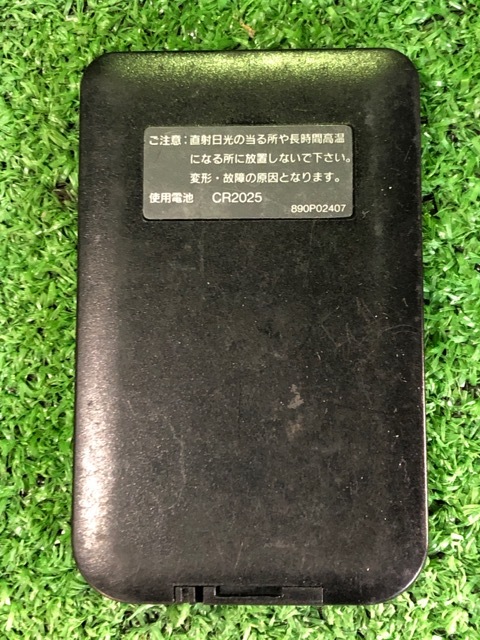 ご注意：直射日光の当る所や長時間高温
になる所に放置しないで下さい。
変形・故障の原因となります。
使用電池 CR2025
890P02407